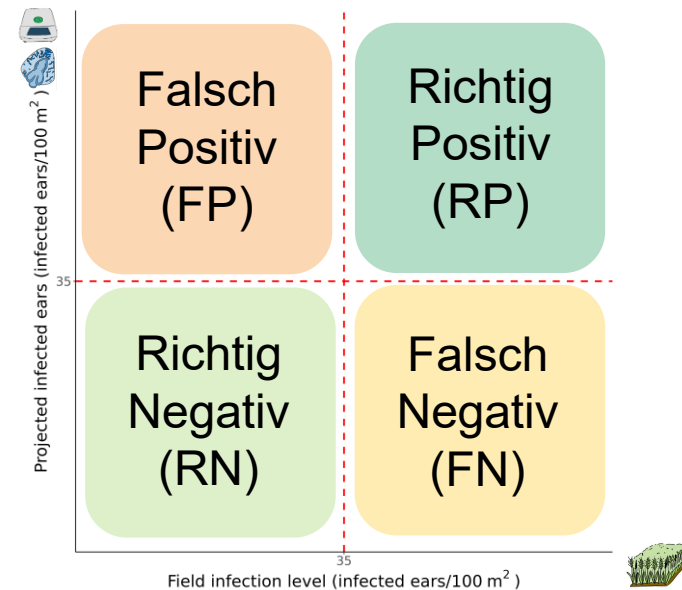 Projected infected ears (infected ears/100 m²)
Falsch
Positiv
(FP)
Richtig
Positiv
(RP)
35
Richtig
Negativ
(RN)
Falsch
Negativ
(FN)
35
Field infection level (infected ears/100 m²)